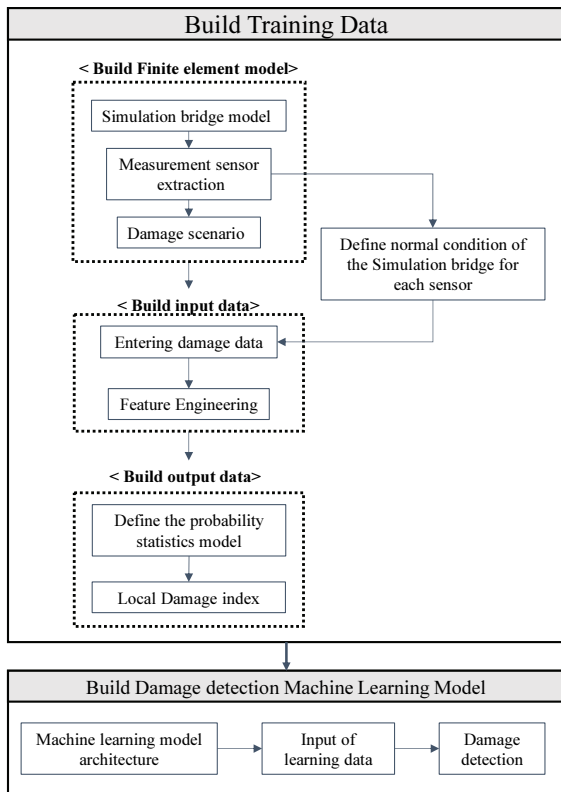 Build Training Data
< Build Finite element model>
Simulation bridge model
Measurement sensor
extraction
Damage scenario
Define normal condition of
the Simulation bridge for
each sensor
< Build input data>
Entering damage data
Feature Engineering
< Build output data>
Define the probability
statistics model
Local Damage index
Build Damage detection Machine Learning Model
Machine learning model
architecture
Input of
learning data
Damage
detection